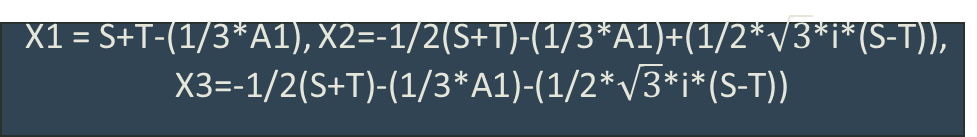 X1 = S+T-(1/3*A1), X2=-1/2(S+T)-(1/3*A1)+(1/2*√3*i*(S-T)),
X3=-1/2(S+T)-(1/3*A1)-(1/2*√3*i*(S-T))